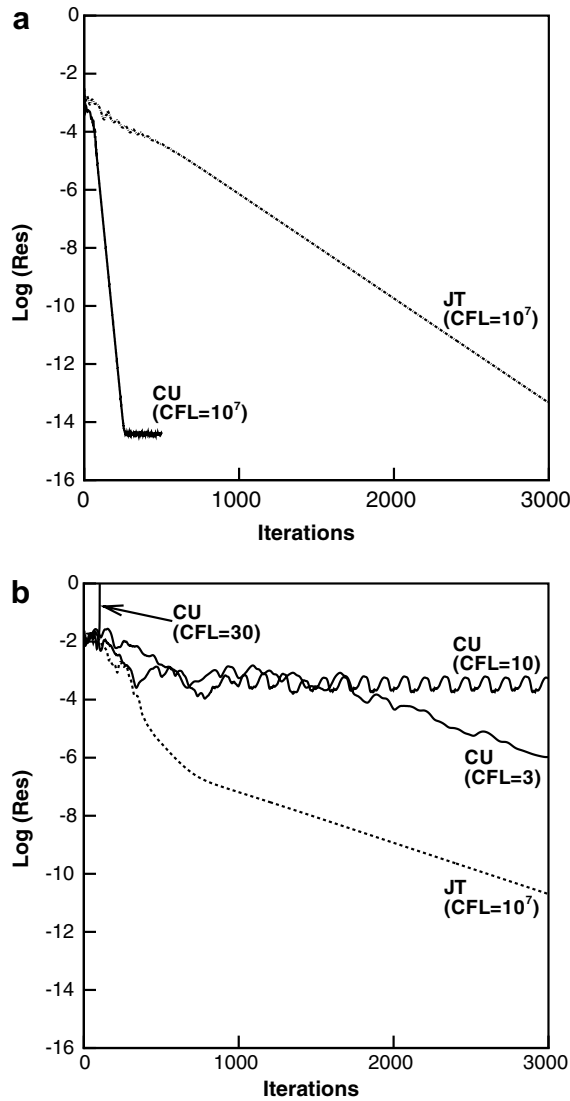 a
0
-2
-4
-6
-8
-10
-12
-14
-16
Log (Res)
JT
(CFL=10⁷)
CU
(CFL=10⁷)
0
1000
2000
3000
Iterations
b
0
-2
-4
-6
-8
-10
-12
-14
-16
Log (Res)
CU
(CFL=30)
CU
(CFL=10)
CU
(CFL=3)
JT
(CFL=10⁷)
0
1000
2000
3000
Iterations